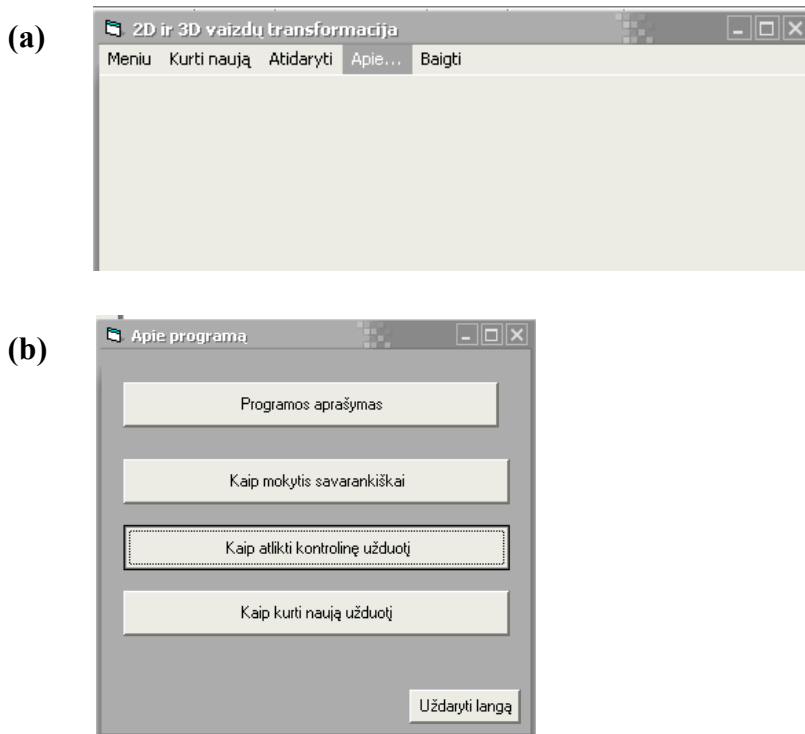 (a)
2D ir 3D vaizdų transformacija
Meniu Kurti naują Atidaryti Apie... Baigti
(b)
Apie programą
Programos aprašymas
Kaip mokytis savarankiškai
Kaip atlikti kontrolinę užduotį
Kaip kurti naują užduotį
Uždaryti langą